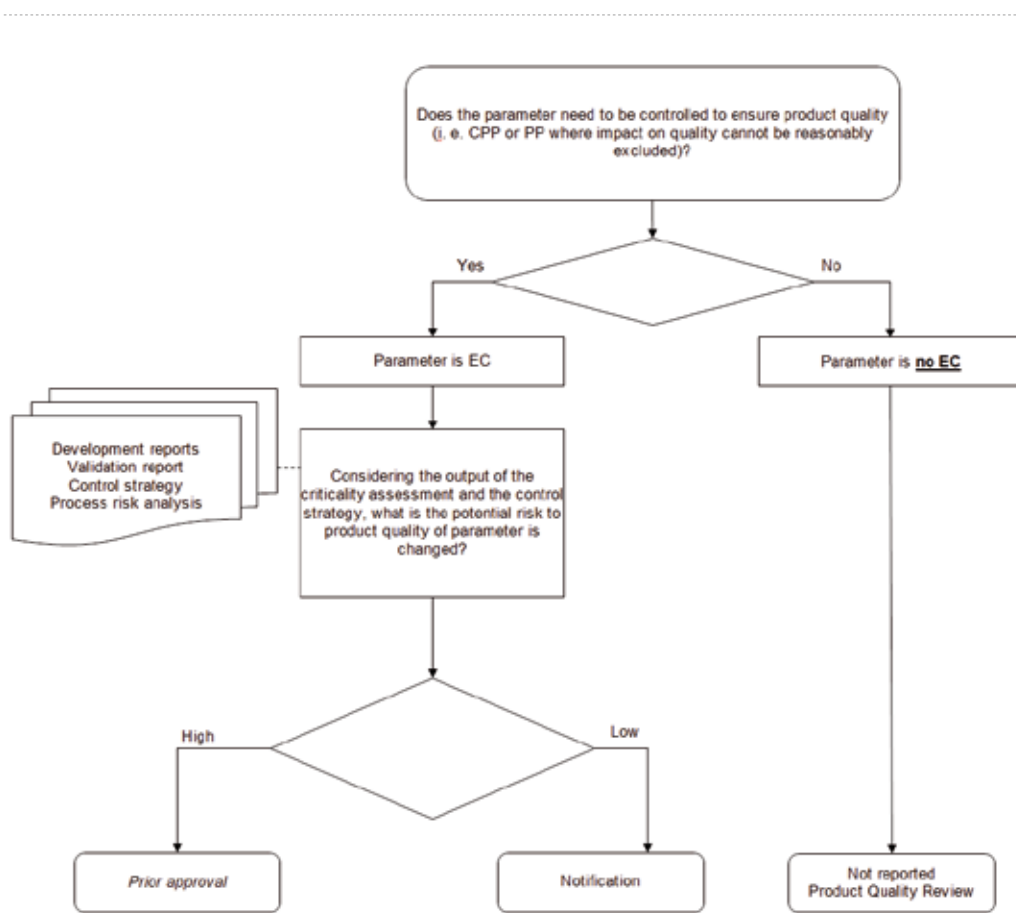 Does the parameter need to be controlled to ensure product quality
(i. e. CPP or PP where impact on quality cannot be reasonably
excluded)?
Yes
No
Parameter is EC
Parameter is no EC
Development reports
Validation report
Control strategy
Process risk analysis
Considering the output of the
criticality assessment and the control
strategy, what is the potential risk to
product quality of parameter is
changed?
High
Low
Prior approval
Notification
Not reported
Product Quality Review